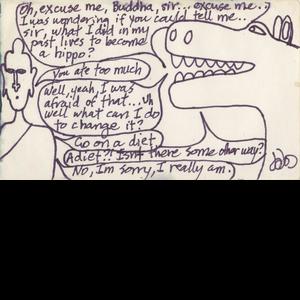 Oh, excuse me, Buddha, sir... excuse me..
I was wondering if you could tell me...
sir, what I did in my
past lives to become
a hippo?
you ate too much
Well, yeah, I was
afraid of that...uh
well what can I do
to change it?
Go on a diet
A diet?! Isn't there some other way?
No, I'm sorry, I really am.